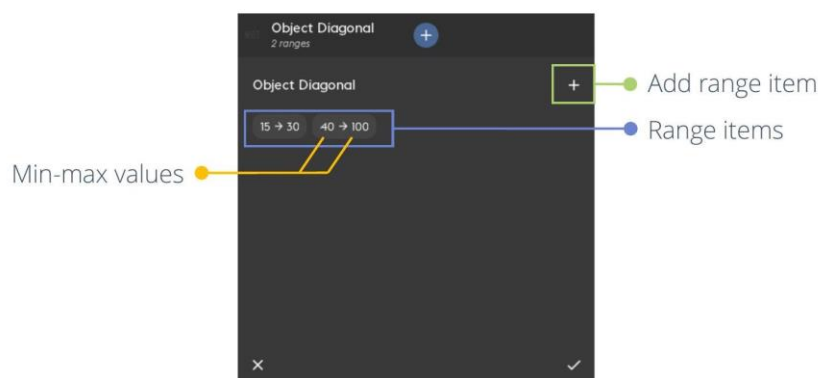 Object Diagonal
2 ranges
Object Diagonal
Add range item
15 → 30 40 → 100
Range items
Min-max values